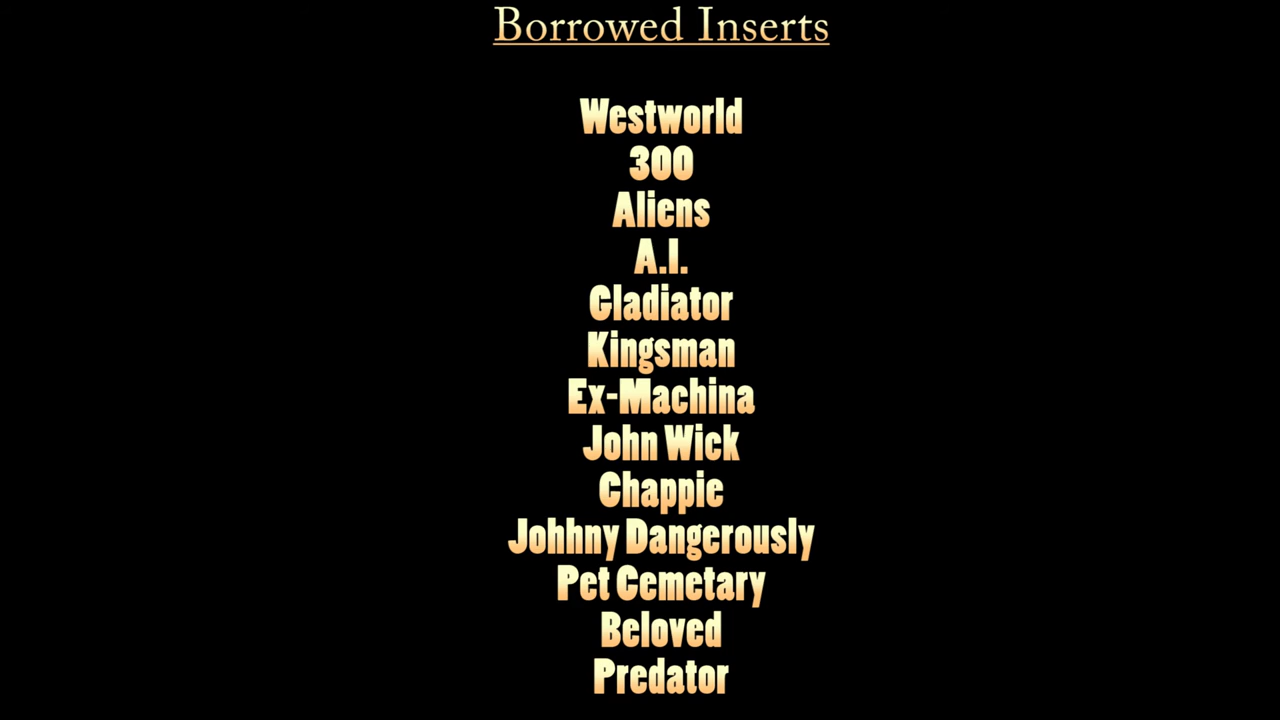 Borrowed Inserts
Westworld
300
Aliens
A.I.
Gladiator
Kingsman
Ex-Machina
John Wick
Chappie
Johhny Dangerously
Pet Cemetary
Beloved
Predator